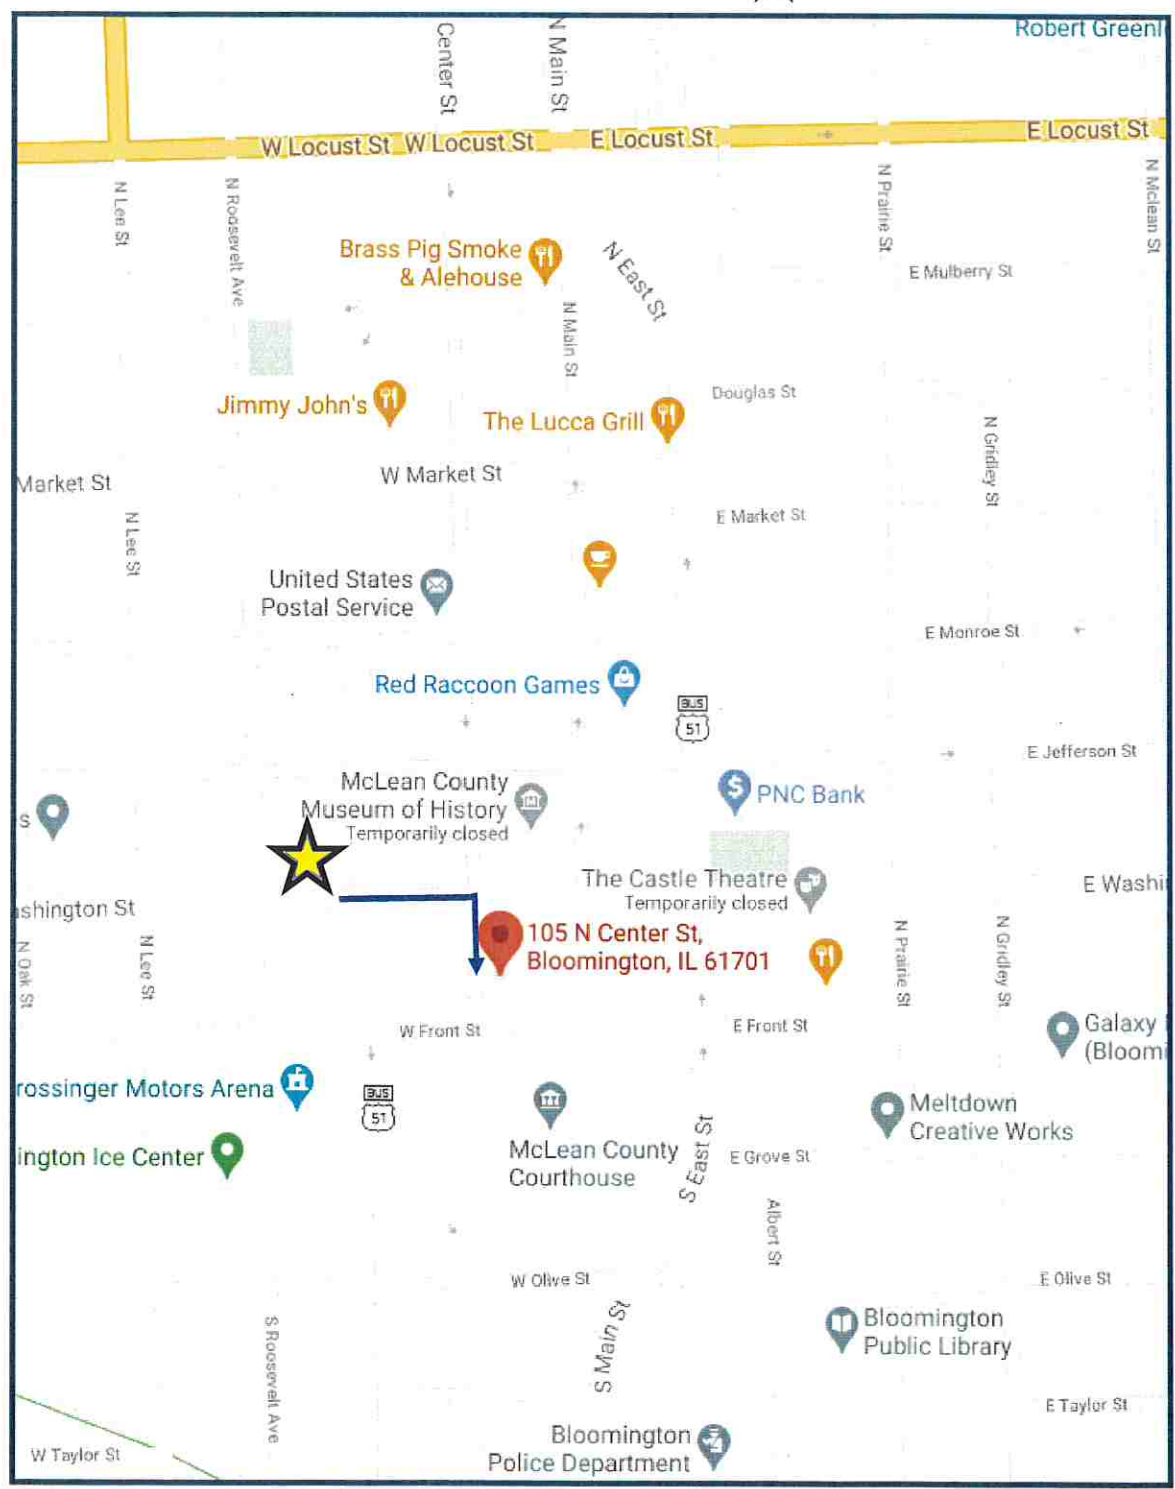 Robert Greenl
Center St
N Main St
W Locust St
W Locust St
E Locust St
E Locust St
N Lee St
N Roosevelt Ave
N Prairie St
N Mclean St
Brass Pig Smoke
& Alehouse
N East St
E Mulberry St
N Main St
Jimmy John's
The Lucca Grill
Douglas St
N Gridley St
Market St
W Market St
E Market St
N Lee St
United States
Postal Service
E Monroe St
Red Raccoon Games
BUS
51
E Jefferson St
McLean County
Museum of History
Temporarily closed
PNC Bank
s
The Castle Theatre
Temporarily closed
E Washi
ashington St
105 N Center St,
Bloomington, IL 61701
N Oak St
N Lee St
N Prairie St
N Gridley St
W Front St
E Front St
Galaxy
(Bloomi
rossinger Motors Arena
BUS
51
Meltdown
Creative Works
McLean County
Courthouse
S East St
E Grove St
ington Ice Center
Albert St
W Olive St
E Olive St
Bloomington
Public Library
S Roosevelt Ave
S Main St
E Taylor St
Bloomington
Police Department
W Taylor St